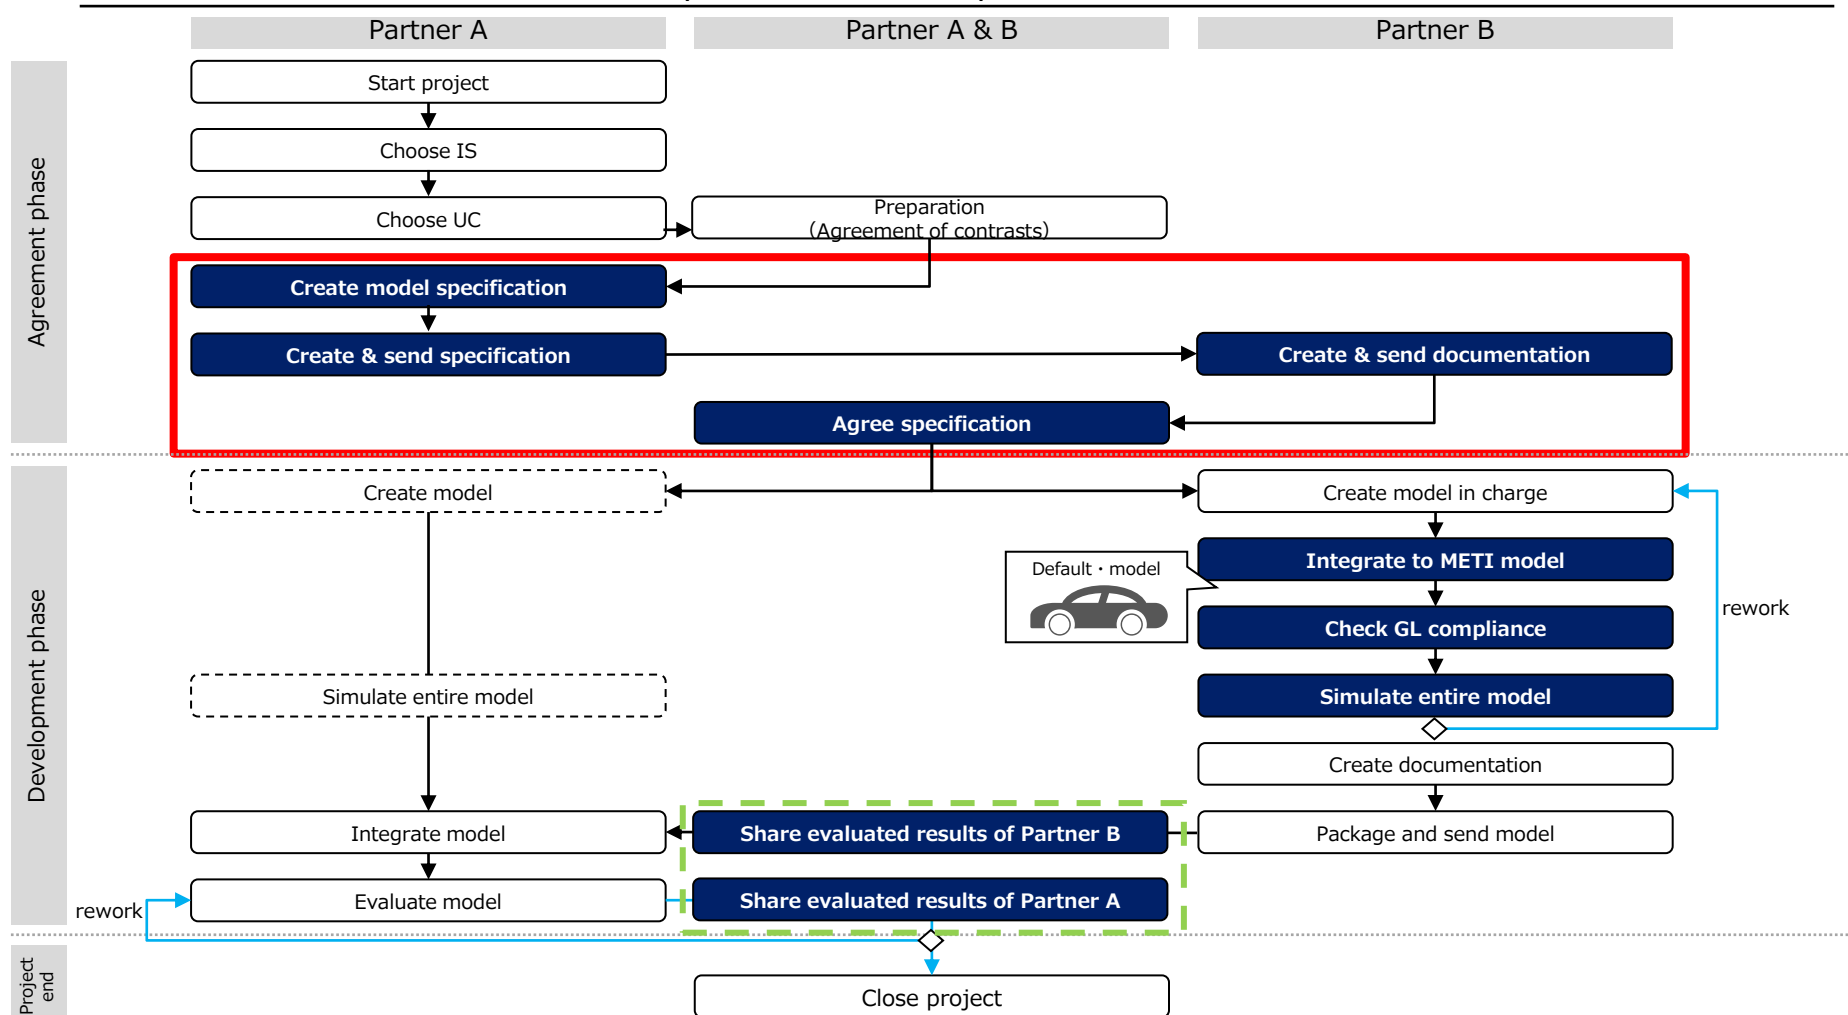 Partner A
Partner A & B
Partner B
Agreement phase
Start project
Choose IS
Choose UC
Preparation
(Agreement of contrasts)
Create model specification
Create & send specification
Create & send documentation
Agree specification
Development phase
Create model
Create model in charge
Default・model
Integrate to METI model
Check GL compliance
rework
Simulate entire model
Simulate entire model
Create documentation
Integrate model
Share evaluated results of Partner B
Package and send model
rework
Evaluate model
Share evaluated results of Partner A
Project
end
Close project